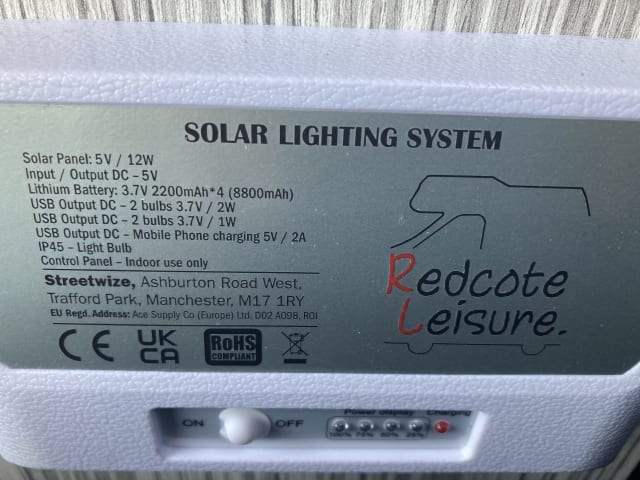 SOLAR LIGHTING SYSTEM
Solar Panel: 5V / 12W
Input / Output DC – 5V
Lithium Battery: 3.7V 2200mAh*4 (8800mAh)
USB Output DC – 2 bulbs 3.7V / 2W
USB Output DC – 2 bulbs 3.7V / 1W
USB Output DC – Mobile Phone charging 5V / 2A
IP45 – Light Bulb
Control Panel – Indoor use only
Streetwize, Ashburton Road West,
Trafford Park, Manchester, M17 1RY
EU Regd. Address: Ace Supply Co (Europe) Ltd. D02 A098, ROI
CE
UK
CA
RoHS
COMPLIANT
Redcote
Leisure.
ON
OFF
Power display
Charging
100% 75% 50% 25%